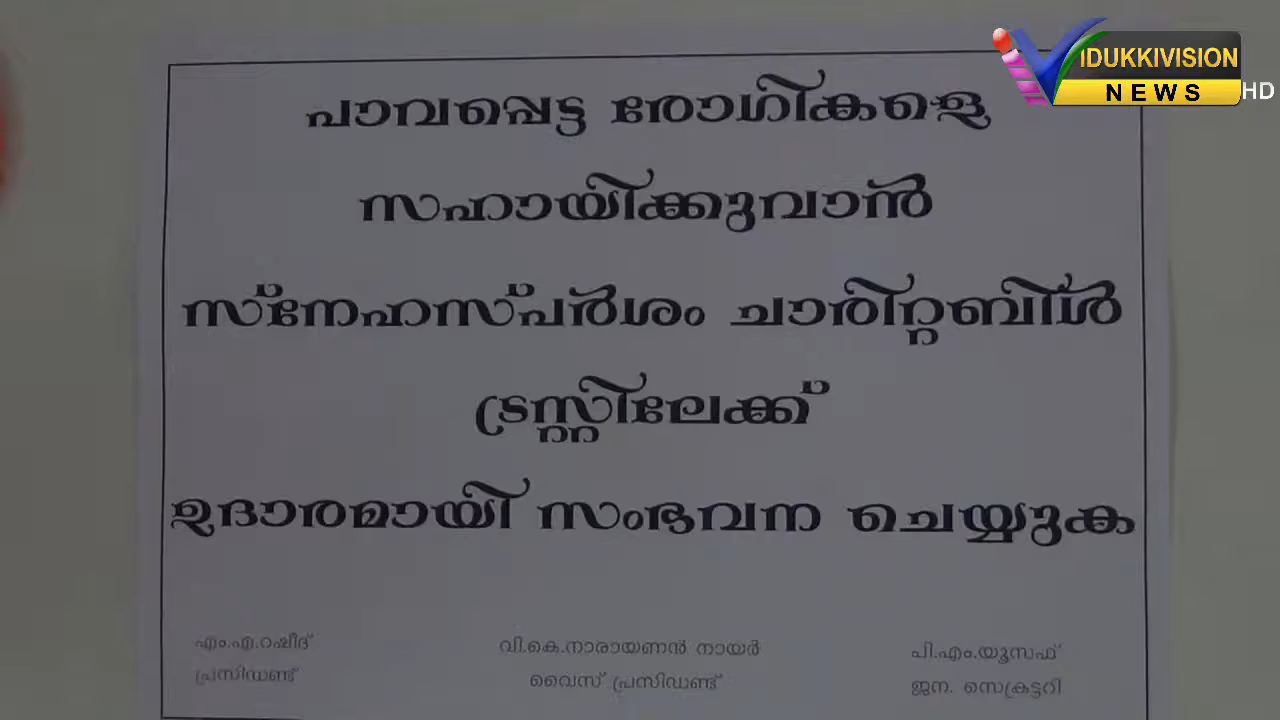 IDUKKIVISION
NEWS HD
പാവപ്പെട്ട രോഗികളെ
സഹായിക്കുവാൻ
സ്നേഹസ്പർശം ചാരിറ്റബിൾ
ട്രസ്റ്റിലേക്ക്
ഉദാരമായി സംഭവന ചെയ്യുക
എം.എ.റഷീദ് വി.കെ.നാരായണൻ നായർ പി.എം.യൂസഫ്
പ്രസിഡണ്ട് വൈസ് പ്രസിഡണ്ട് ജന. സെക്രട്ടറി